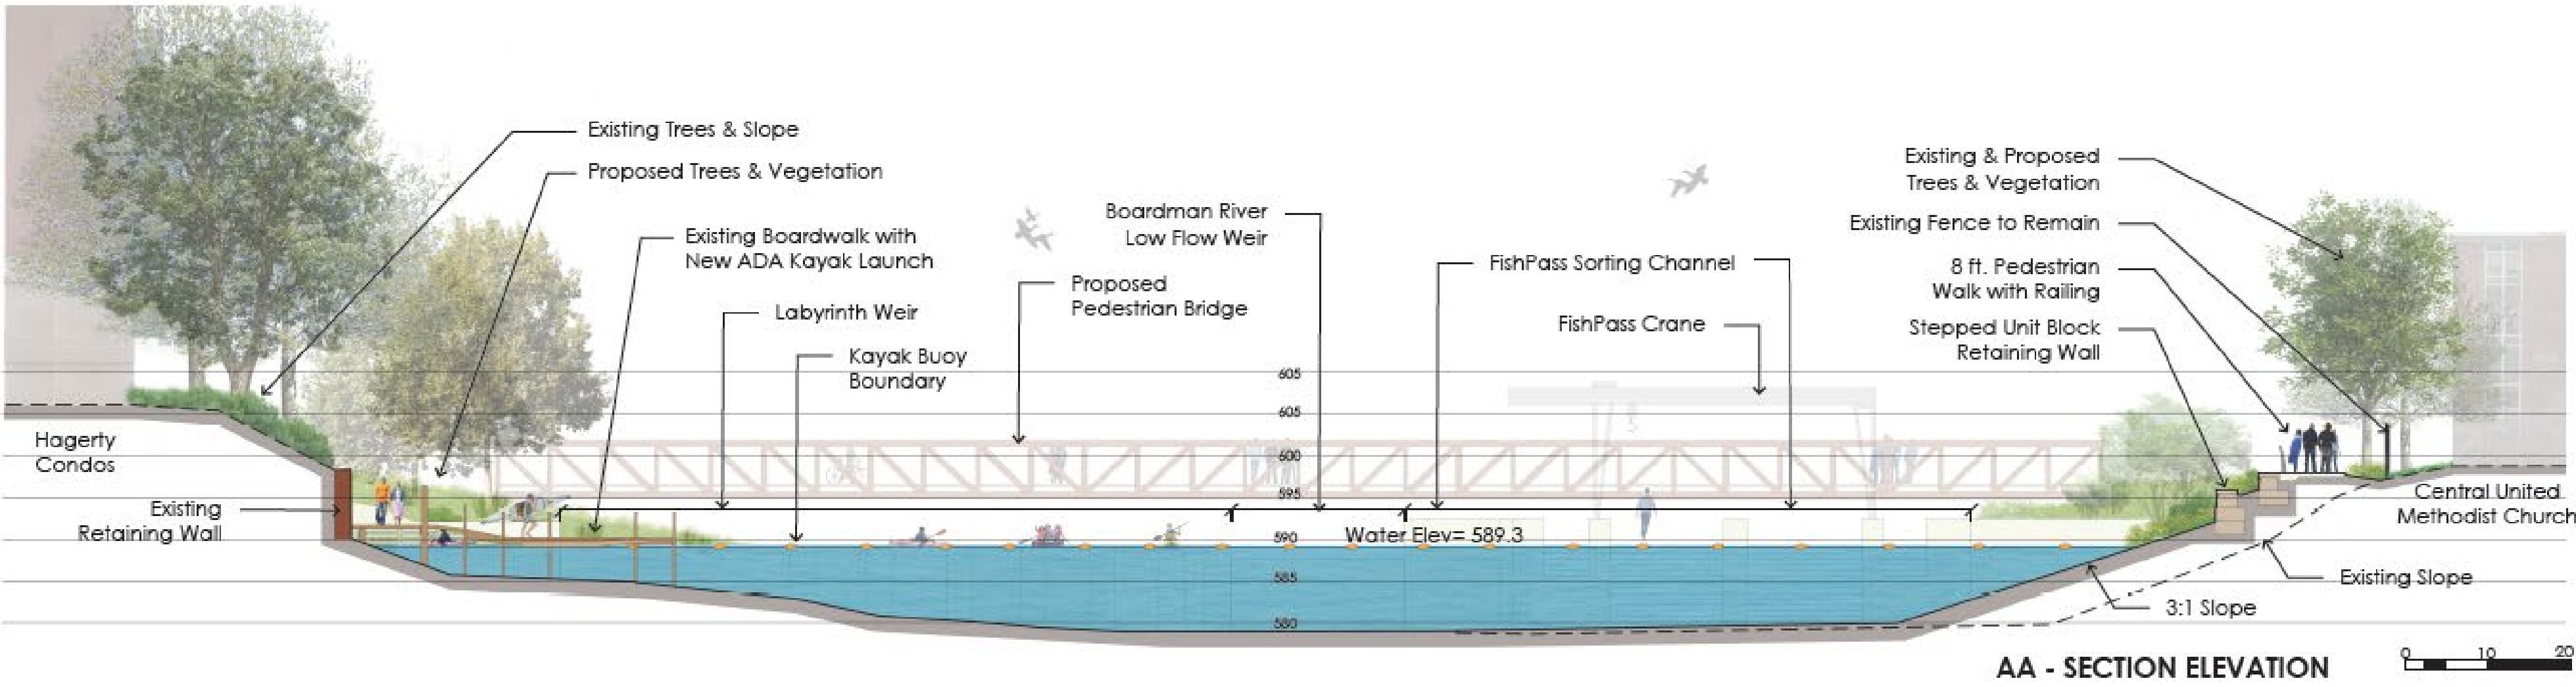 Existing Trees & Slope
Proposed Trees & Vegetation
Existing Boardwalk with
New ADA Kayak Launch
Labyrinth Weir
Kayak Buoy
Boundary
Proposed
Pedestrian Bridge
Boardman River
Low Flow Weir
FishPass Sorting Channel
FishPass Crane
Existing & Proposed
Trees & Vegetation
Existing Fence to Remain
8 ft. Pedestrian
Walk with Railing
Stepped Unit Block
Retaining Wall
605
605
600
595
590
585
580
Water Elev= 589.3
Hagerty
Condos
Existing
Retaining Wall
Central United
Methodist Church
Existing Slope
3:1 Slope
AA - SECTION ELEVATION
0 10 20